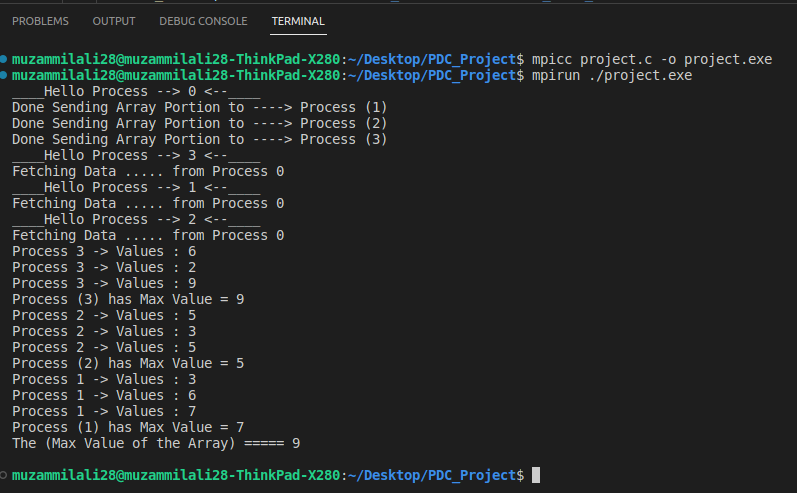 PROBLEMS OUTPUT DEBUG CONSOLE TERMINAL
muzammilali28@muzammilali28-ThinkPad-X280:~/Desktop/PDC_Project$ mpicc project.c -o project.exe
muzammilali28@muzammilali28-ThinkPad-X280:~/Desktop/PDC_Project$ mpirun ./project.exe
____Hello Process --> 0 <--____
Done Sending Array Portion to ----> Process (1)
Done Sending Array Portion to ----> Process (2)
Done Sending Array Portion to ----> Process (3)
____Hello Process --> 3 <--____
Fetching Data ..... from Process 0
____Hello Process --> 1 <--____
Fetching Data ..... from Process 0
____Hello Process --> 2 <--____
Fetching Data ..... from Process 0
Process 3 -> Values : 6
Process 3 -> Values : 2
Process 3 -> Values : 9
Process (3) has Max Value = 9
Process 2 -> Values : 5
Process 2 -> Values : 3
Process 2 -> Values : 5
Process (2) has Max Value = 5
Process 1 -> Values : 3
Process 1 -> Values : 6
Process 1 -> Values : 7
Process (1) has Max Value = 7
The (Max Value of the Array) ===== 9
muzammilali28@muzammilali28-ThinkPad-X280:~/Desktop/PDC_Project$